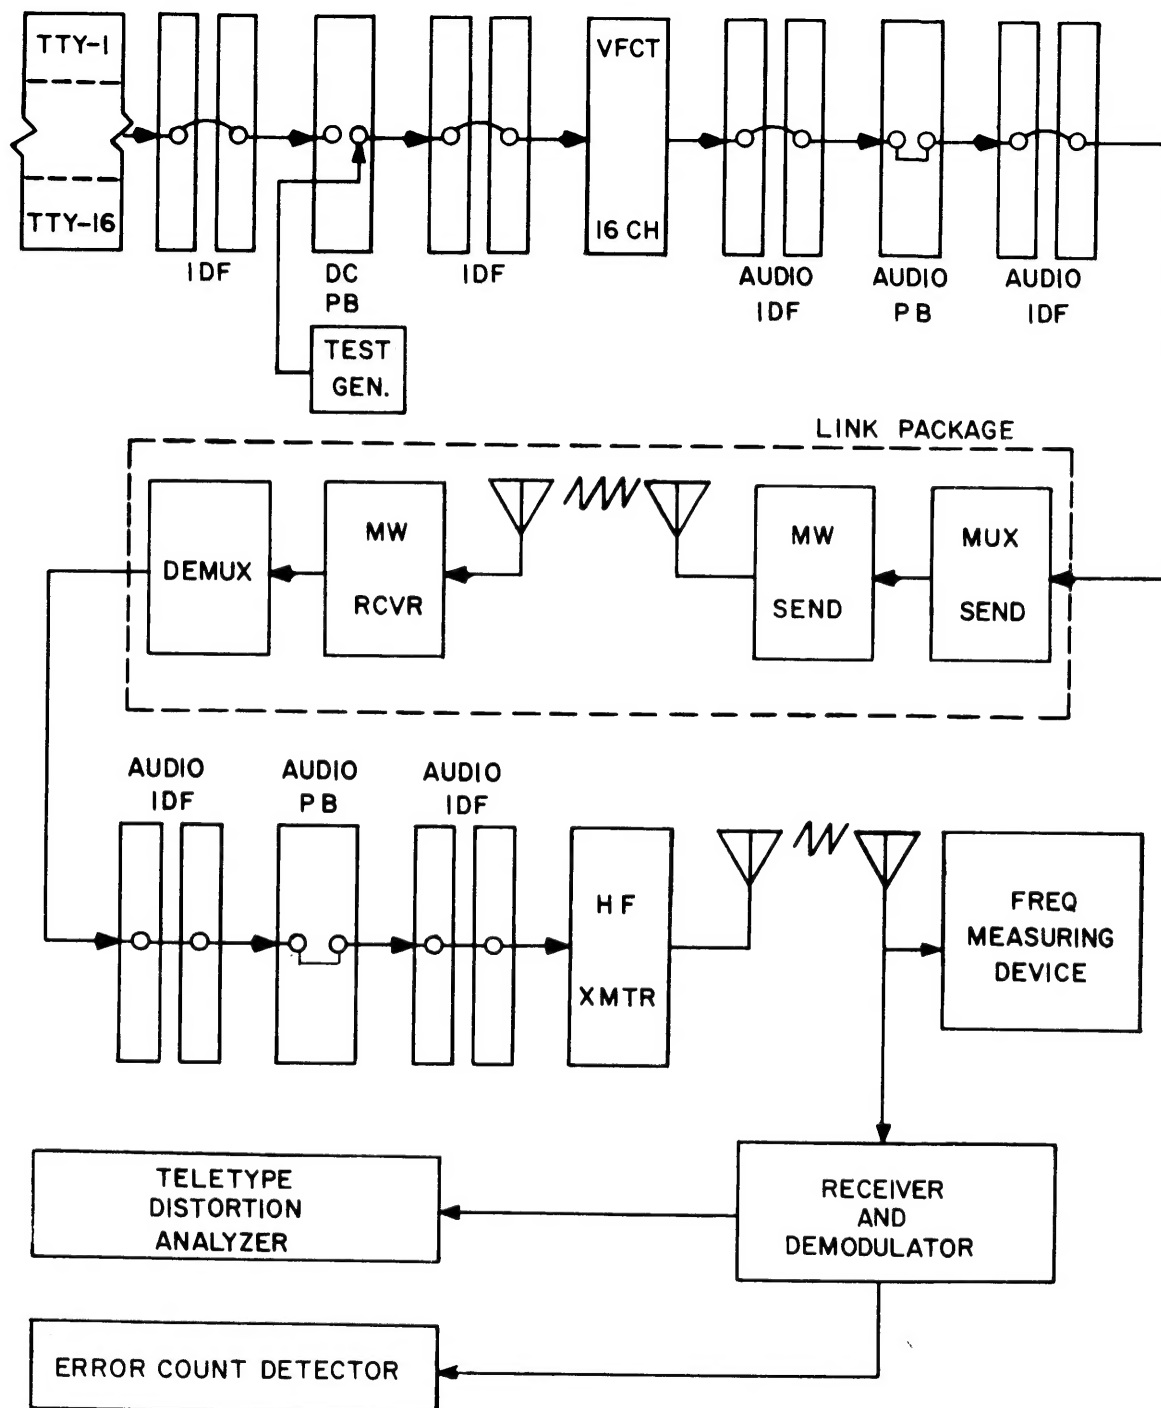 TTY-1
TTY-16
IDF
DC
PB
IDF
VFCT
16 CH
AUDIO
IDF
AUDIO
PB
AUDIO
IDF
TEST
GEN.
LINK PACKAGE
DEMUX
MW
RCVR
MW
SEND
MUX
SEND
AUDIO
IDF
AUDIO
PB
AUDIO
IDF
HF
XMTR
FREQ
MEASURING
DEVICE
TELETYPE
DISTORTION
ANALYZER
RECEIVER
AND
DEMODULATOR
ERROR COUNT DETECTOR